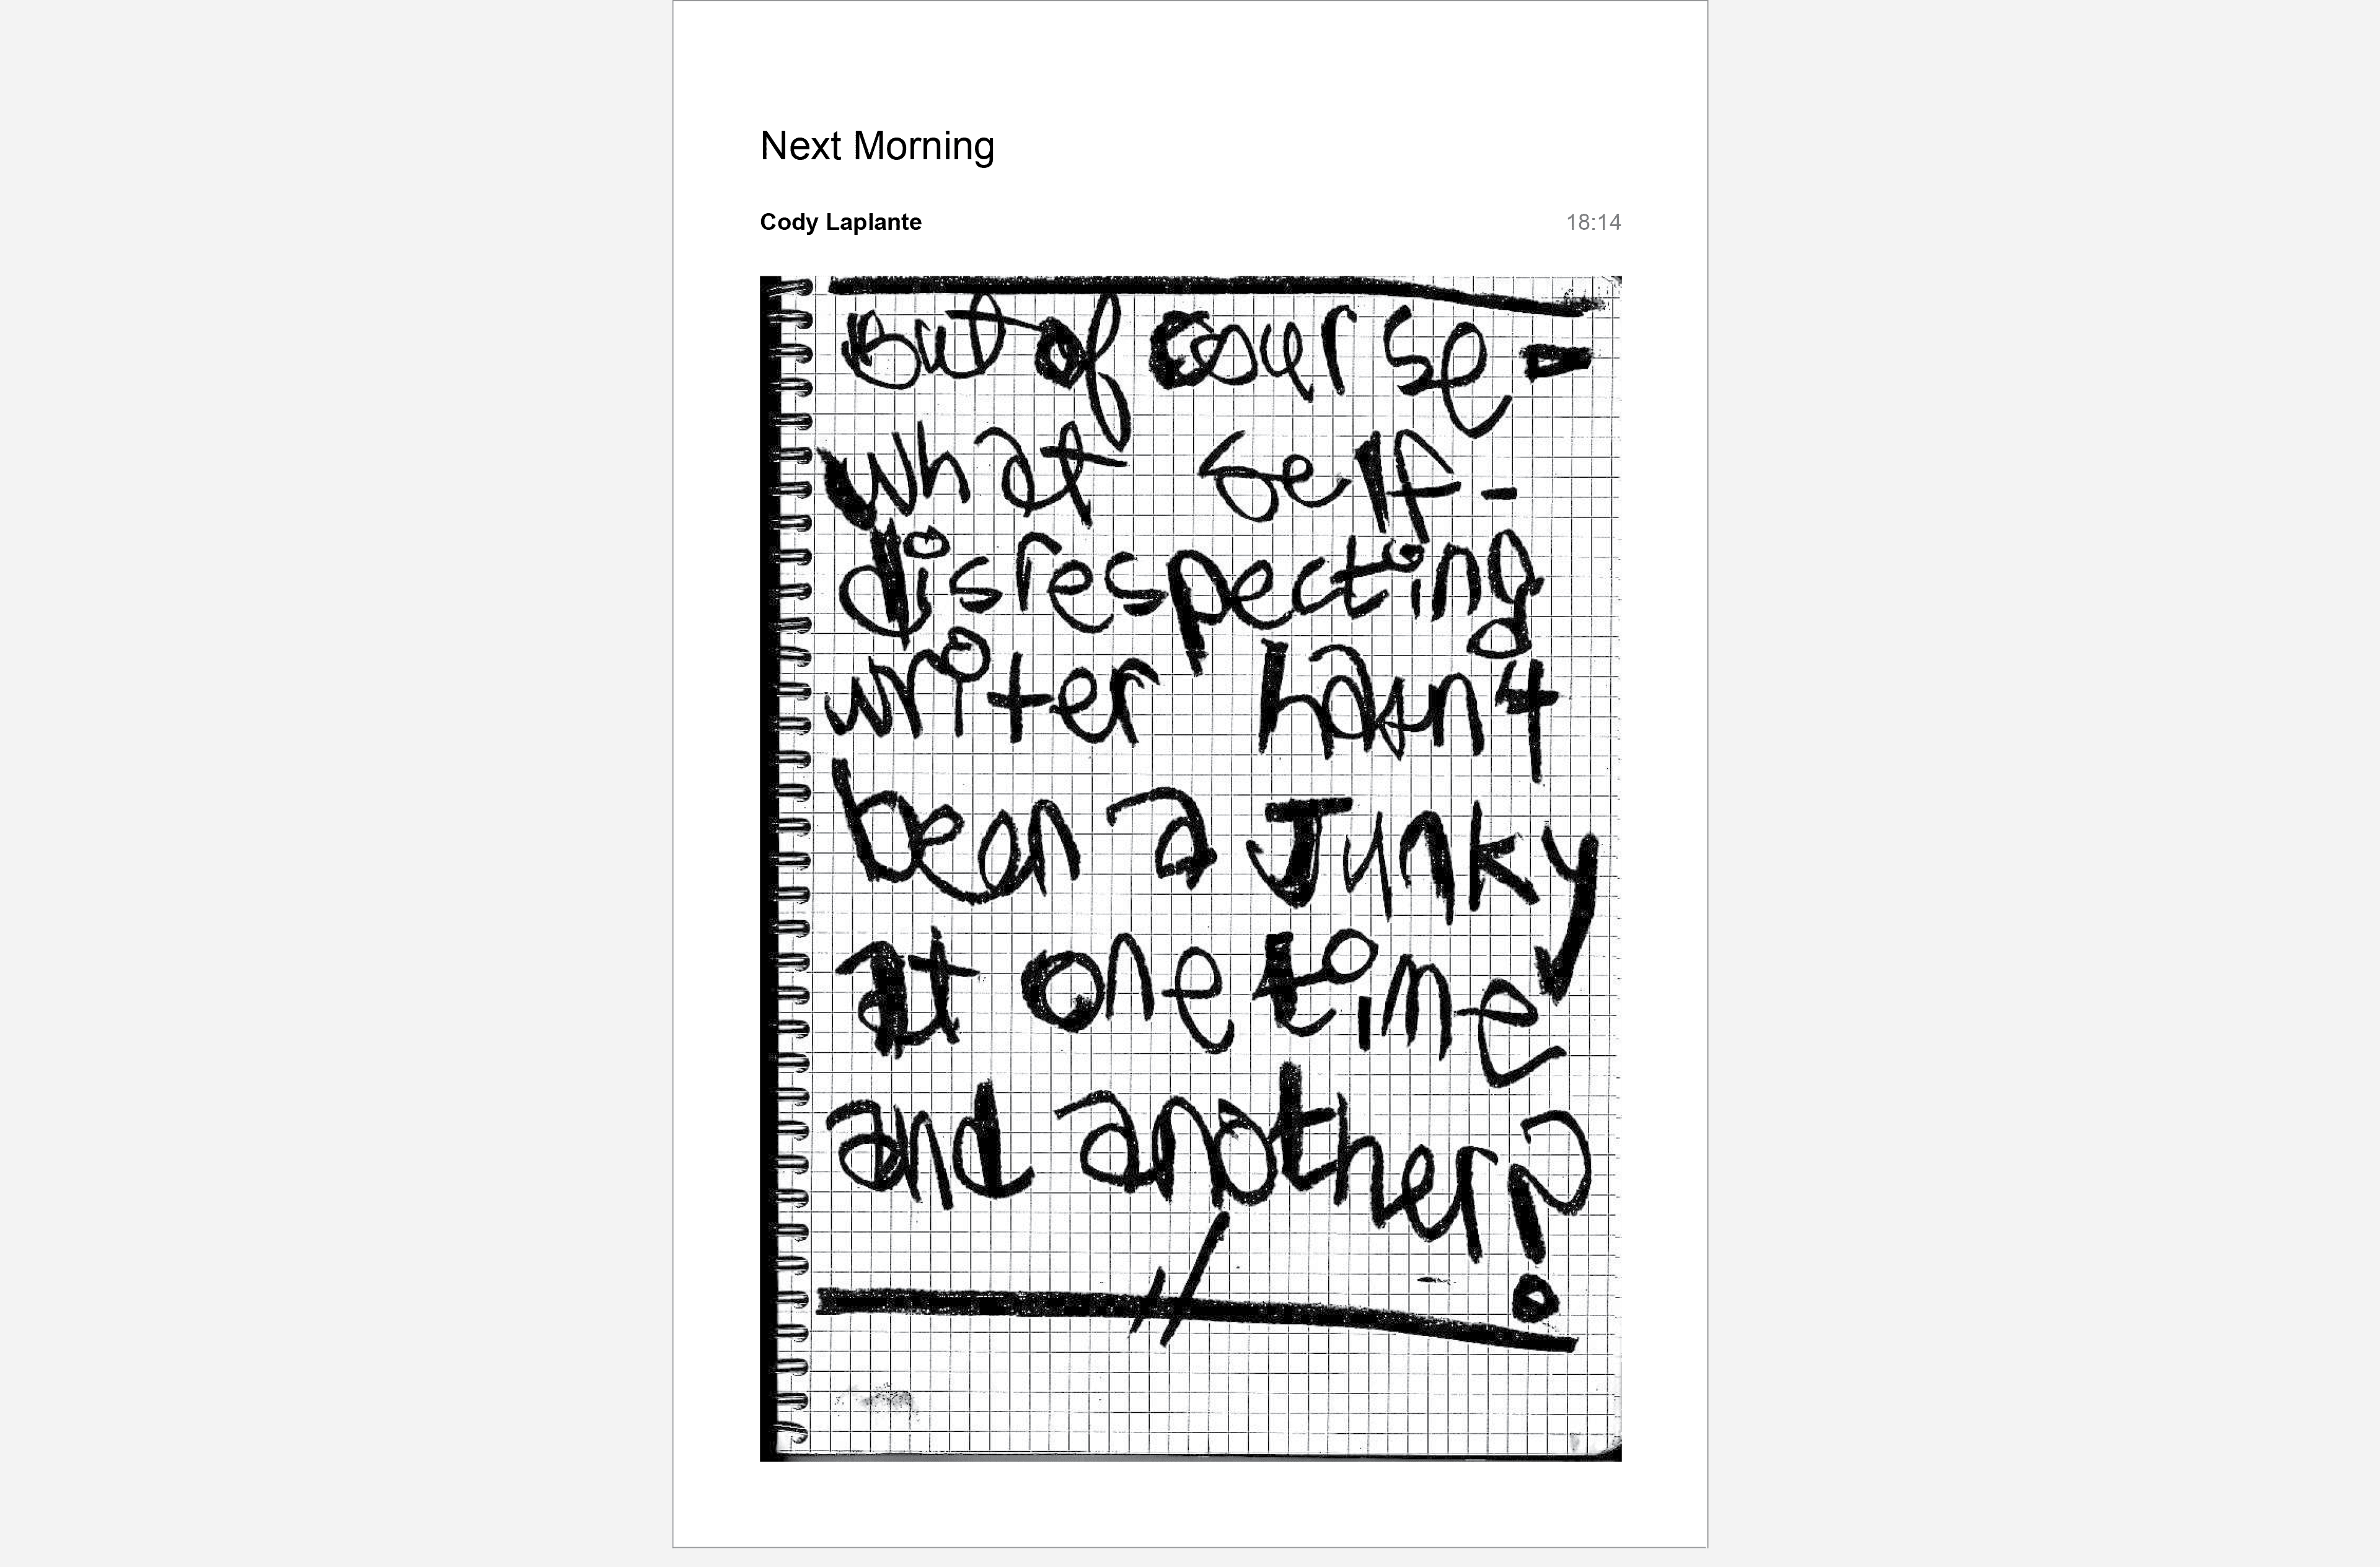 Next Morning
Cody Laplante 18:14
But of course -
what self-
disrespecting
writer hasn't
been a Junky
at one time
and another?
//